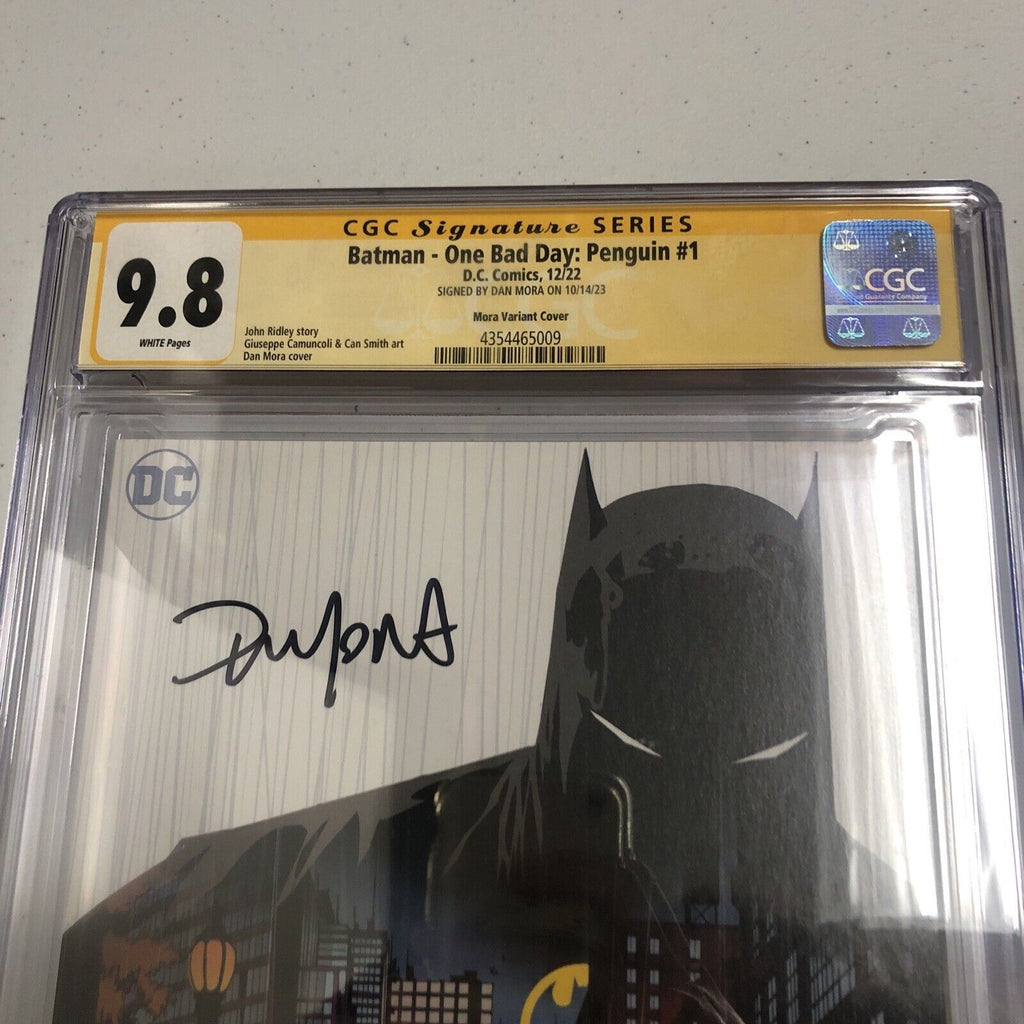 CGC Signature SERIES
Batman - One Bad Day: Penguin #1
D.C. Comics, 12/22
SIGNED BY DAN MORA ON 10/14/23
Mora Variant Cover
4354465009
9.8
WHITE Pages
John Ridley story
Giuseppe Camuncoli & Can Smith art
Dan Mora cover
CGC
Guaranty Company
DC